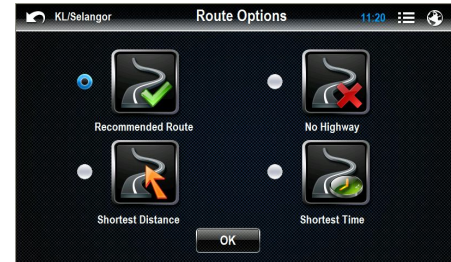 KL/Selangor Route Options 11:20
Recommended Route No Highway
Shortest Distance Shortest Time
OK